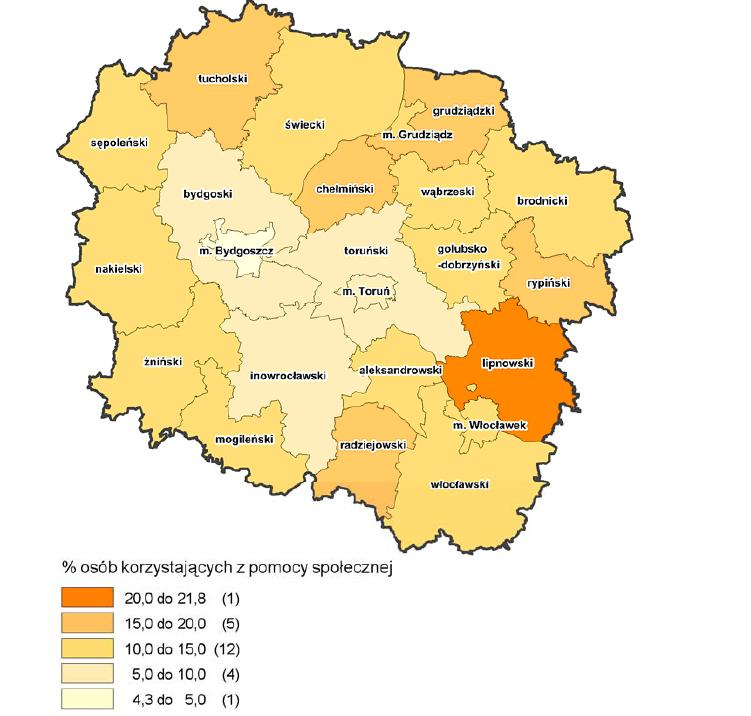 tucholski
grudziądzki
świecki
m. Grudziądz
sępoleński
chełmiński
wąbrzeski
bydgoski
brodnicki
m. Bydgoszcz
toruński
golubsko
-dobrzyński
nakielski
rypiński
m. Toruń
żniński
lipnowski
aleksandrowski
inowrocławski
m. Włocławek
mogileński
radziejowski
włocławski
% osób korzystających z pomocy społecznej
20,0 do 21,8 (1)
15,0 do 20,0 (5)
10,0 do 15,0 (12)
5,0 do 10,0 (4)
4,3 do 5,0 (1)